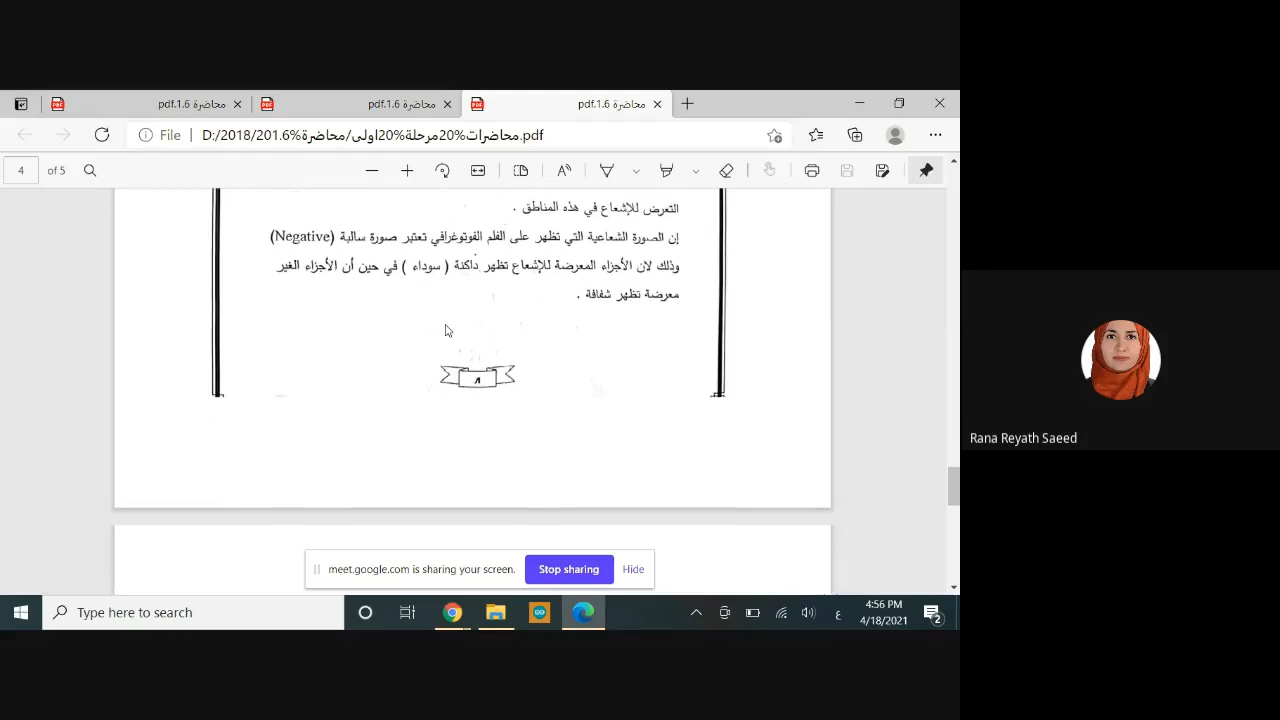 محاضرة 1.6.pdf
محاضرة 1.6.pdf
محاضرة 1.6.pdf
File
D:/2018/201.6%محاضرات%20مرحلة%20اولى/محاضرة.pdf
4 of 5
التعرض للإشعاع في هذه المناطق .
إن الصورة الشعاعية التي تظهر على الفلم الفوتوغرافي تعتبر صورة سالبة (Negative)
وذلك لان الأجزاء المعرضة للإشعاع تظهر داكنة ( سوداء ) في حين أن الأجزاء الغير
معرضة تظهر شفافة .
٨
Rana Reyath Saeed
meet.google.com is sharing your screen.
Stop sharing
Hide
Type here to search
ع
4:56 PM
4/18/2021
2